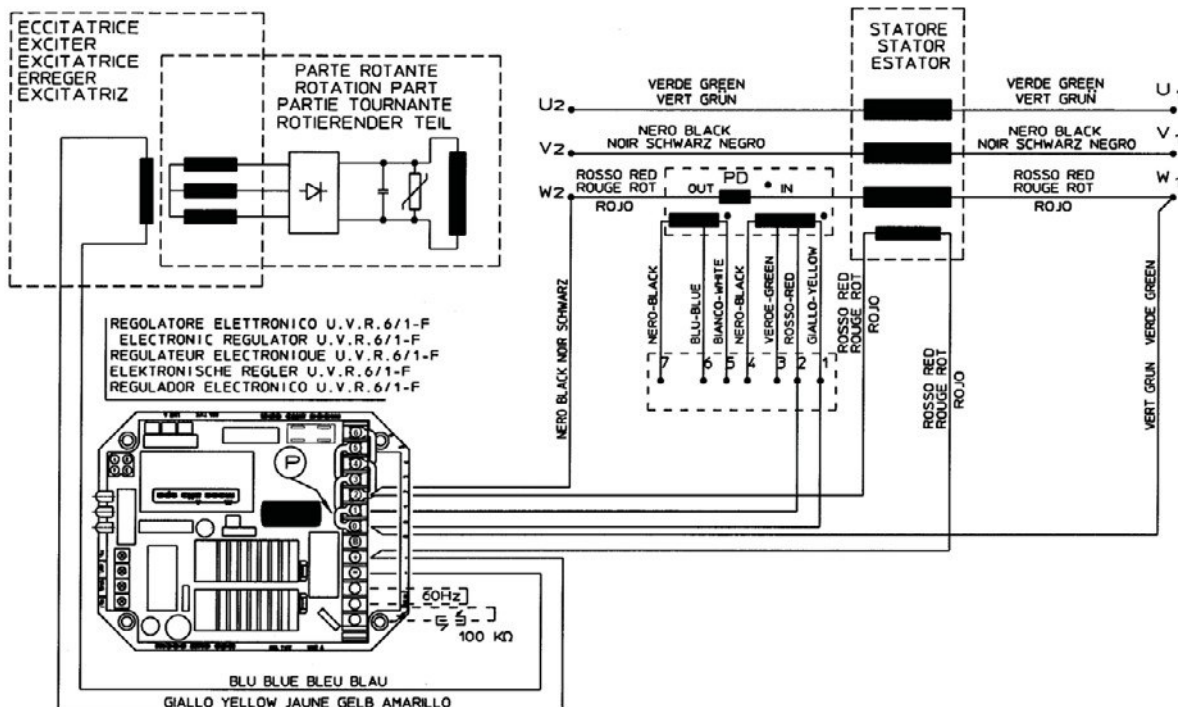 ECCITATRICE
EXCITER
EXCITATRICE
ERREGER
EXCITATRIZ
PARTE ROTANTE
ROTATION PART
PARTIE TOURNANTE
ROTIERENDER TEIL
STATORE
STATOR
ESTATOR
U2
VERDE GREEN
VERT GRÜN
VERDE GREEN
VERT GRUÑ
U
V2
NERO BLACK
NOIR SCHWARZ NEGRO
NERO BLACK
NOIR SCHWARZ NEGRO
V
W2
ROSSO RED
ROUGE ROT
ROJO
OUT
PD
IN
ROSSO RED
ROUGE ROT
ROJO
W
NERO-BLACK
BLU-BLUE
BIANCO-WHITE
NERO-BLACK
VERDE-GREEN
ROSSO-RED
GIALLO-YELLOW
7
6
5
4
3
2
1
ROSSO RED
ROUGE ROT
ROJO
ROSSO RED
ROUGE ROT
ROJO
NERO BLACK NOIR SCHWARZ
VERT GRUN
VERDE GREEN
REGOLATORE ELETTRONICO U.V.R.6/1-F
ELECTRONIC REGULATOR U.V.R.6/1-F
REGULATEUR ELECTRONIQUE U.V.R.6/1-F
ELEKTRONISCHE REGLER U.V.R.6/1-F
REGULADOR ELECTRONICO U.V.R.6/1-F
P
60Hz
100 KΩ
BLU BLUE BLEU BLAU
GIALLO YELLOW JAUNE GELB AMARILLO